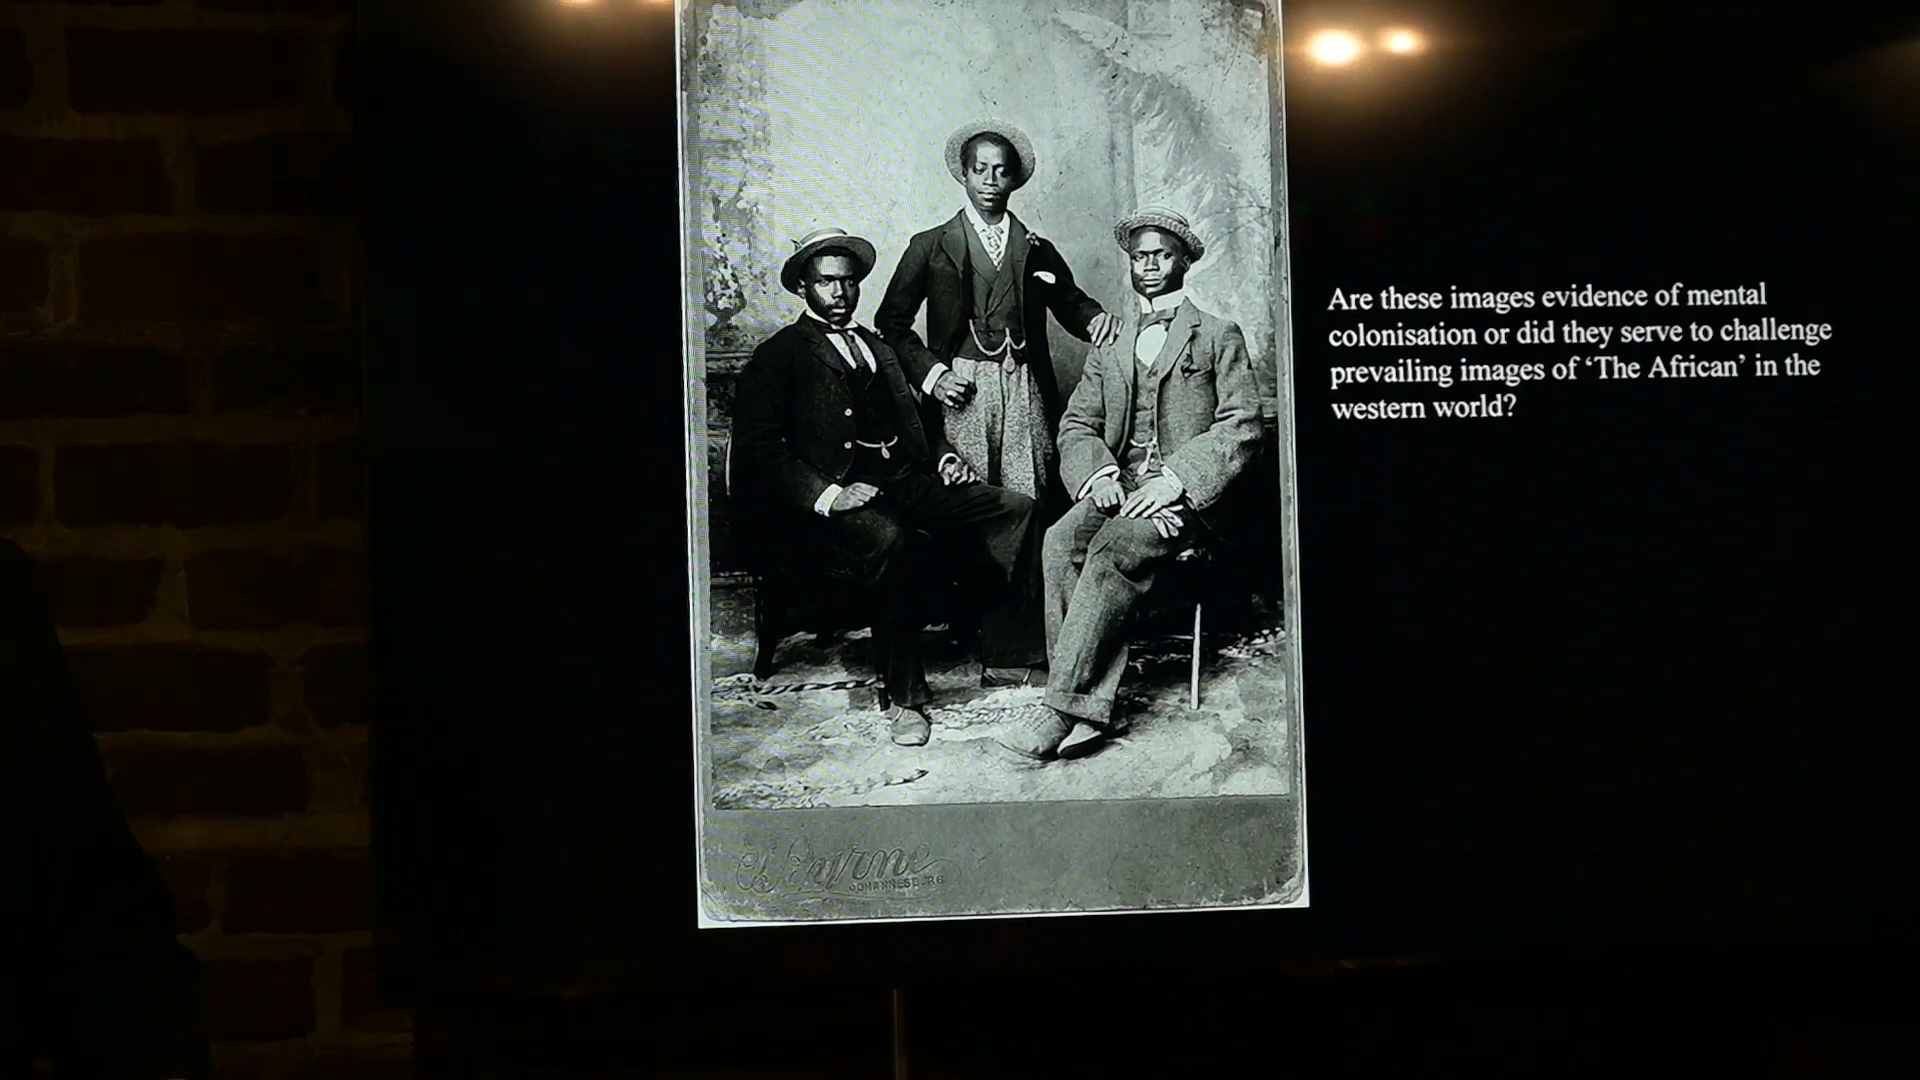 Are these images evidence of mental
colonisation or did they serve to challenge
prevailing images of ‘The African’ in the
western world?
JOHANNESBURG